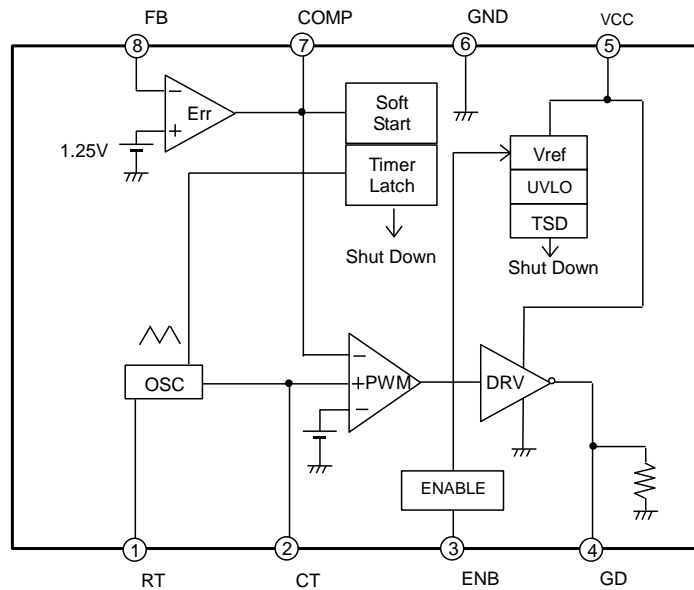 FB COMP GND VCC
8 7 6 5
− Err
+
1.25V
Soft
Start
Timer
Latch
Shut Down
Vref
UVLO
TSD
Shut Down
OSC
−
+ PWM
−
DRV
ENABLE
1 2 3 4
RT CT ENB GD